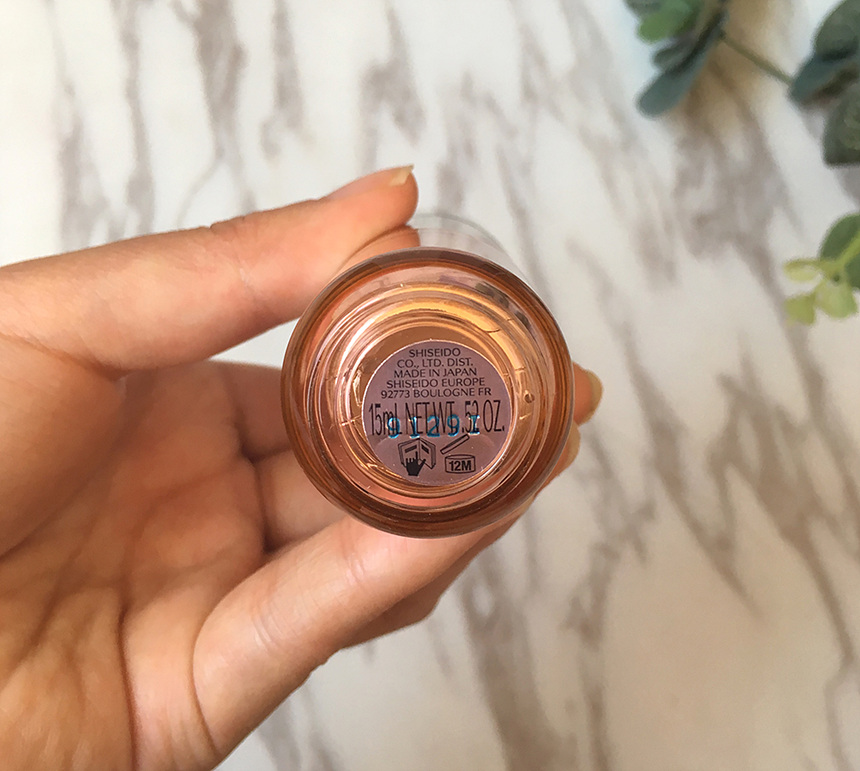 SHISEIDO
CO., LTD. DIST.
MADE IN JAPAN
SHISEIDO EUROPE
92773 BOULOGNE FR
15mL NET WT. .52 OZ.
12M